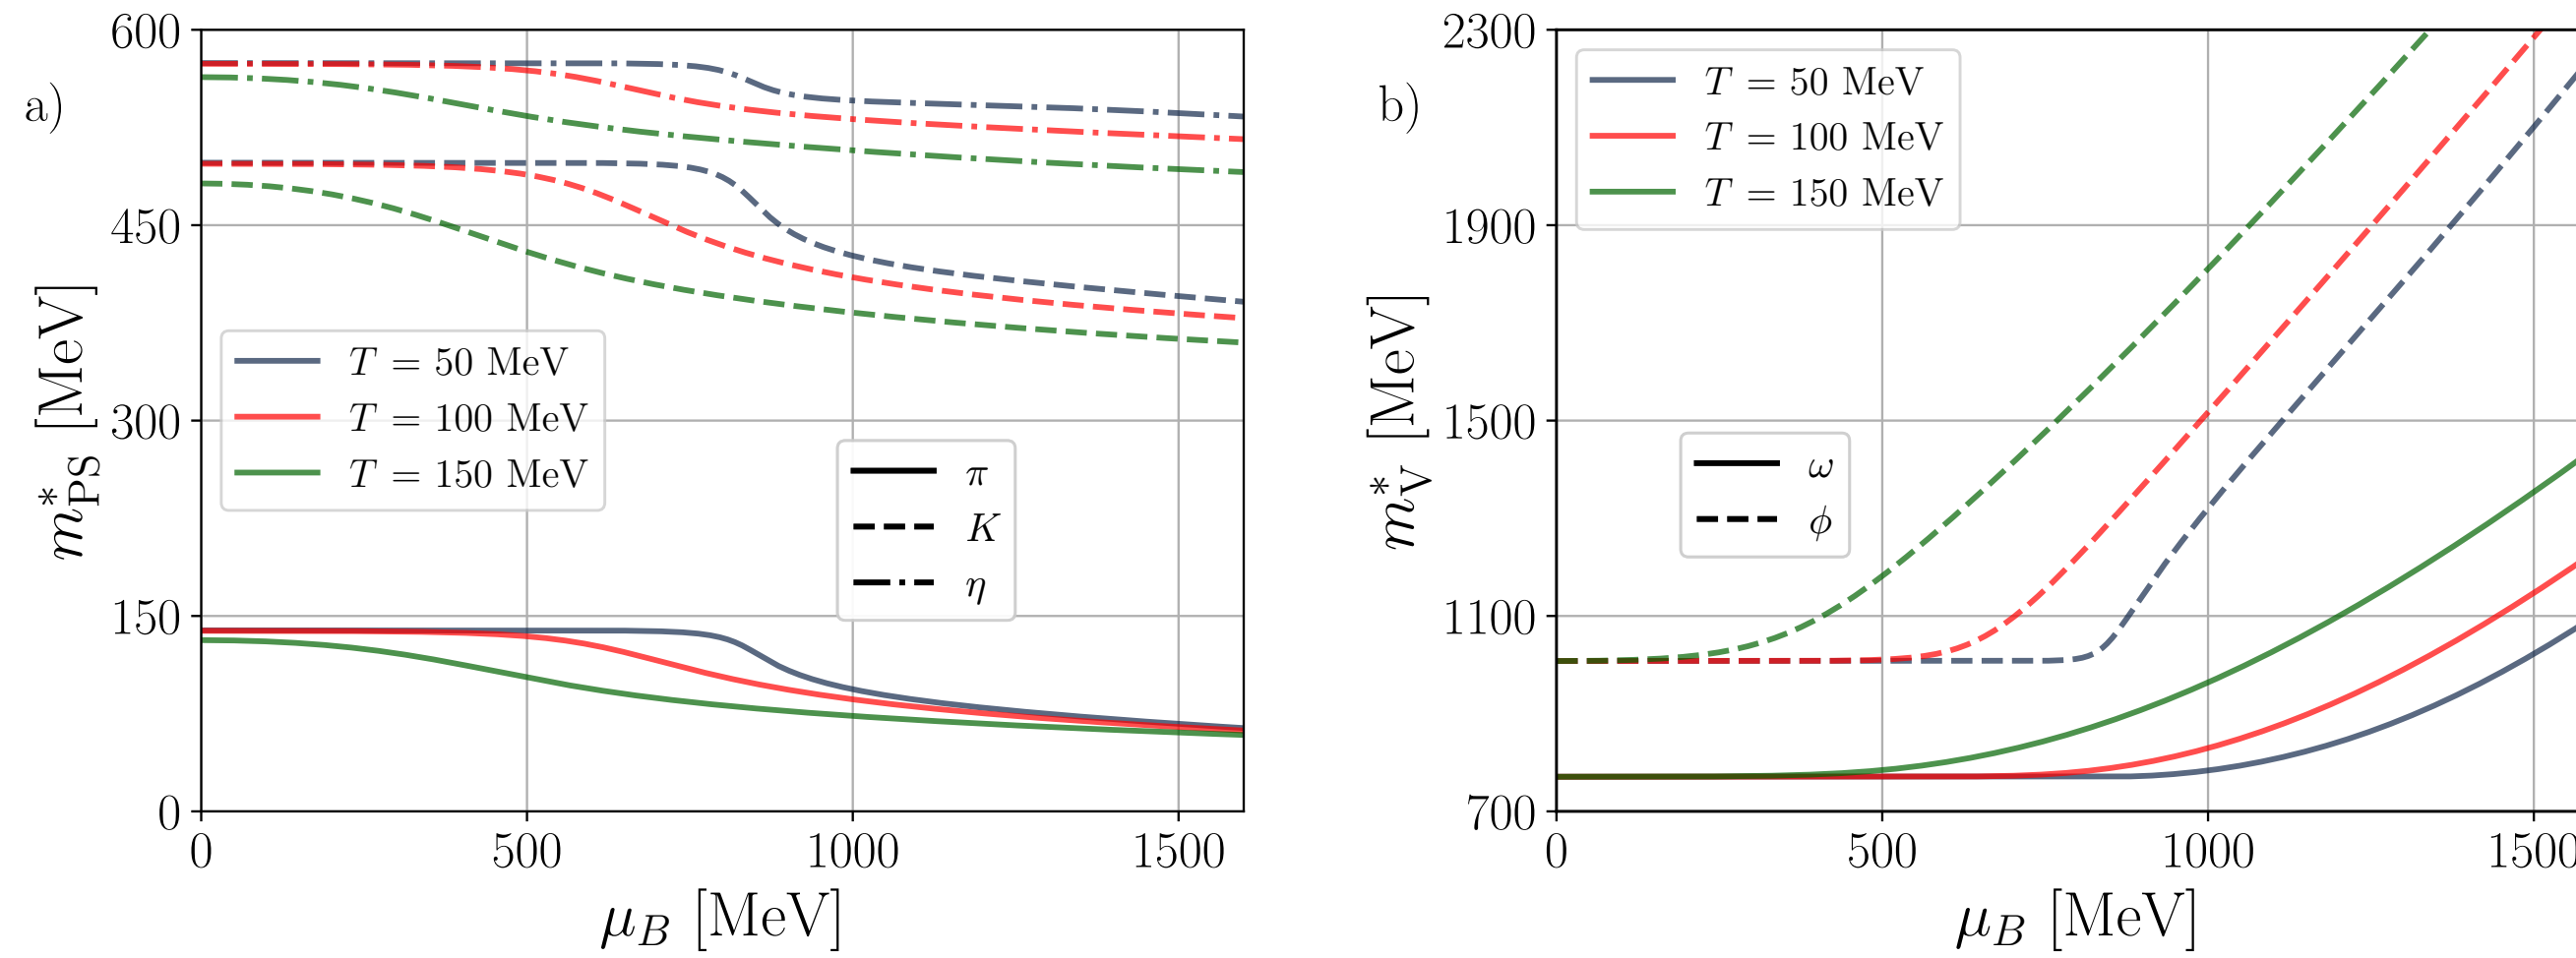 a)
600
450
300
150
0
m*PS [MeV]
T = 50 MeV
T = 100 MeV
T = 150 MeV
π
K
η
0 500 1000 1500
μB [MeV]
b)
2300
1900
1500
1100
700
m*V [MeV]
T = 50 MeV
T = 100 MeV
T = 150 MeV
ω
ϕ
0 500 1000 1500
μB [MeV]